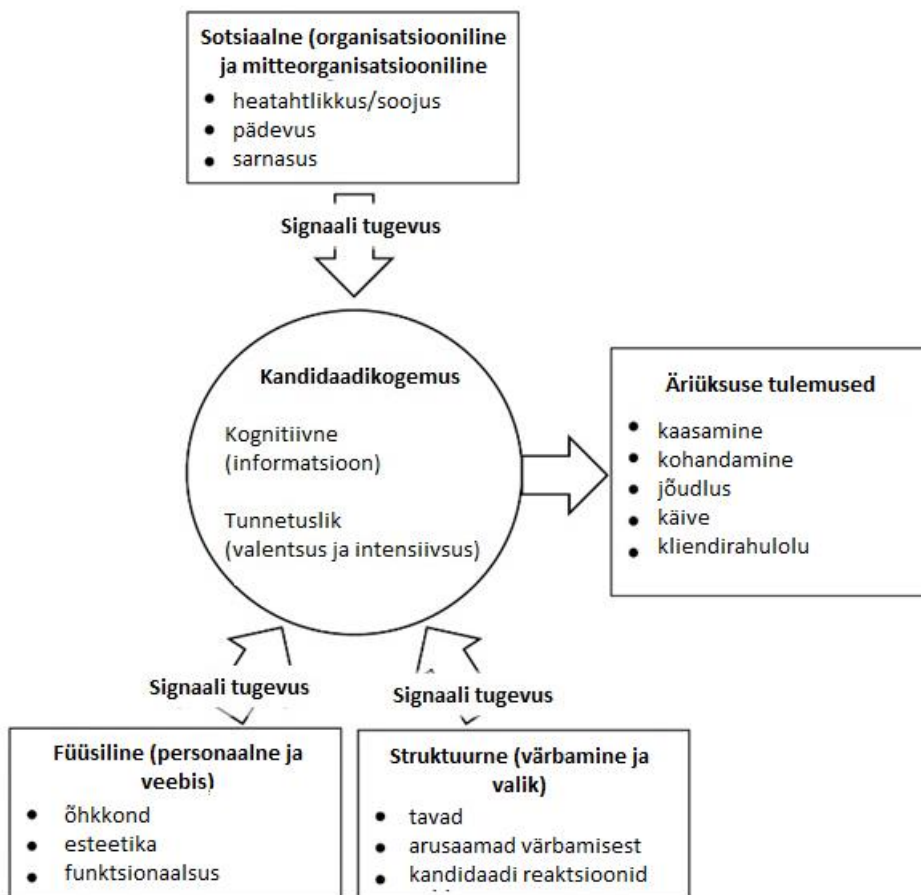 Sotsiaalne (organisatsiooniline
ja mitteorganisatsiooniline
heatahtlikkus/soojus
pädevus
sarnasus
Signaali tugevus
Kandidaadikogemus
Kognitiivne
(informatsioon)
Tunnetuslik
(valentsus ja intensiivsus)
Äriüksuse tulemused
kaasamine
kohandamine
jõudlus
käive
kliendirahulolu
Signaali tugevus
Signaali tugevus
Füüsiline (personaalne ja
veebis)
õhkkond
esteetika
funktsionaalsus
Struktuurne (värbamine ja
valik)
tavad
arusaamad värbamisest
kandidaadi reaktsioonid